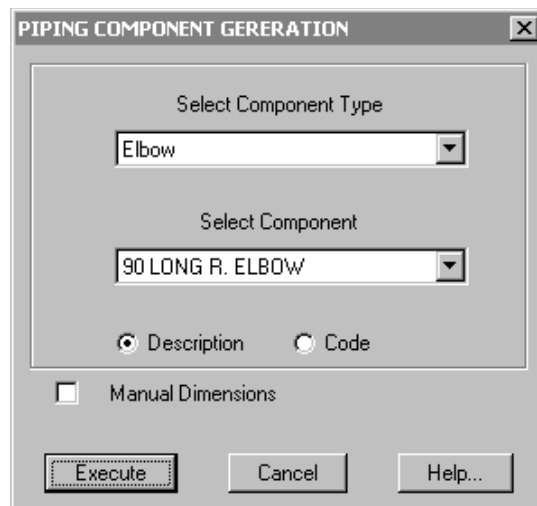 PIPING COMPONENT GERERATION
Select Component Type
Elbow
Select Component
90 LONG R. ELBOW
Description Code
Manual Dimensions
Execute Cancel Help...